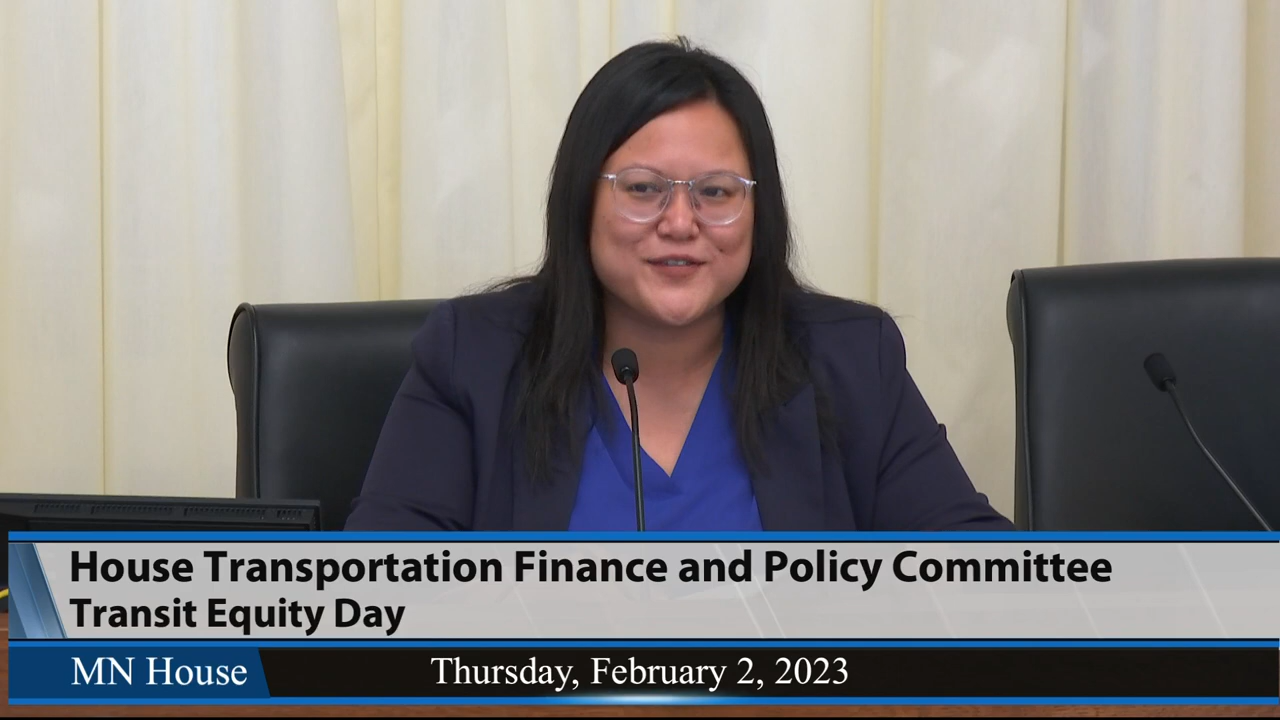 House Transportation Finance and Policy Committee
Transit Equity Day
MN House
Thursday, February 2, 2023